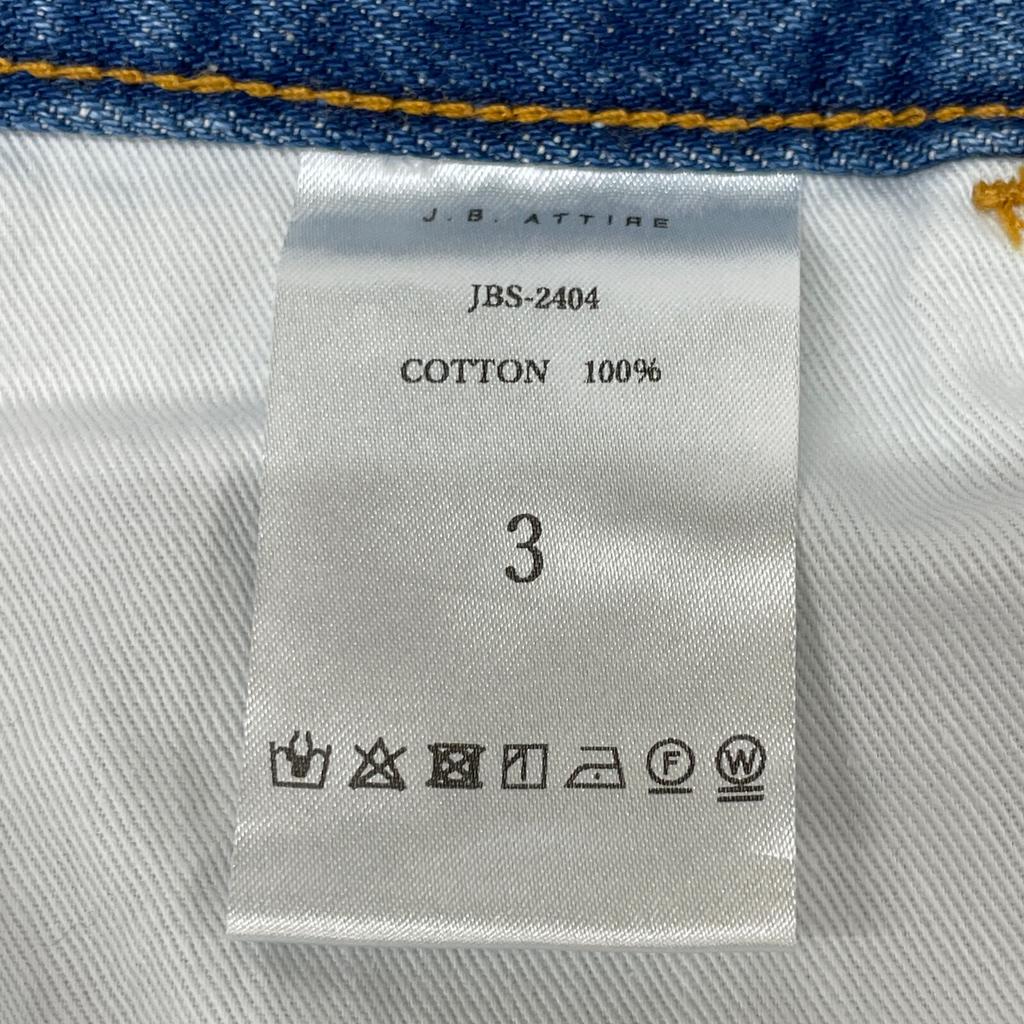 J.B. ATTIRE
JBS-2404
COTTON 100%
3
F W